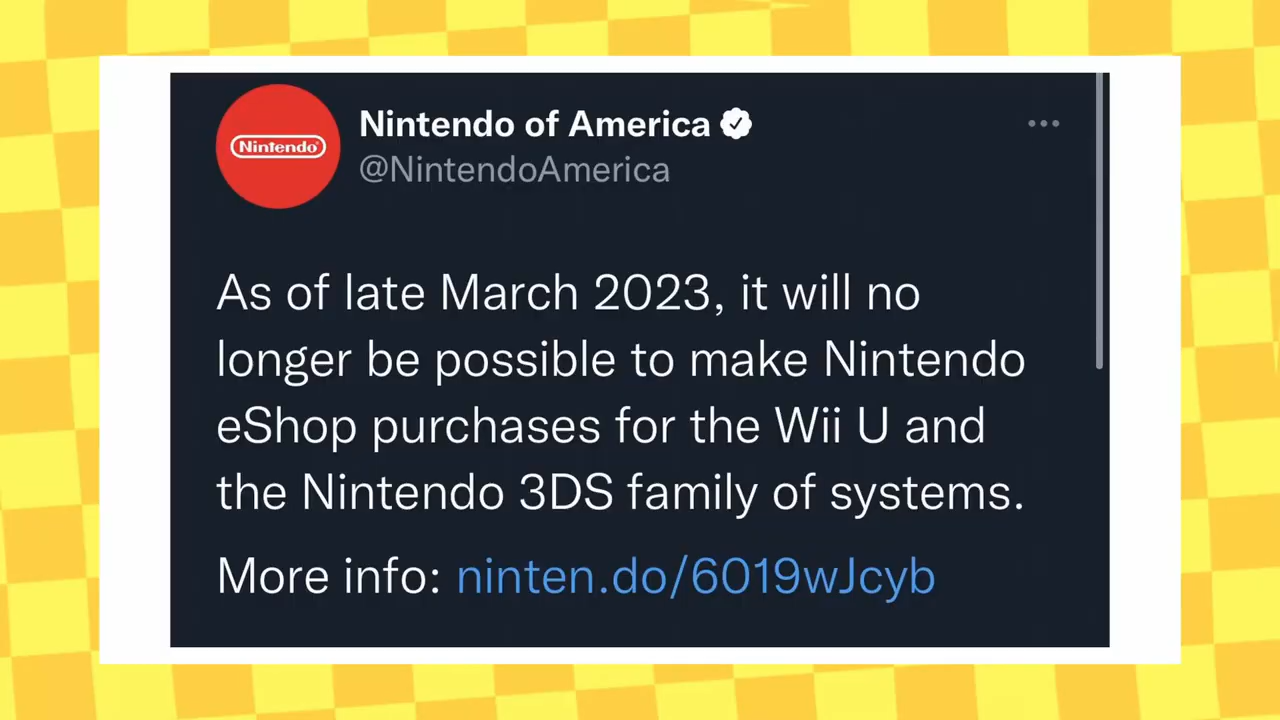 Nintendo
Nintendo of America
@NintendoAmerica
As of late March 2023, it will no
longer be possible to make Nintendo
eShop purchases for the Wii U and
the Nintendo 3DS family of systems.
More info: ninten.do/6019wJcyb